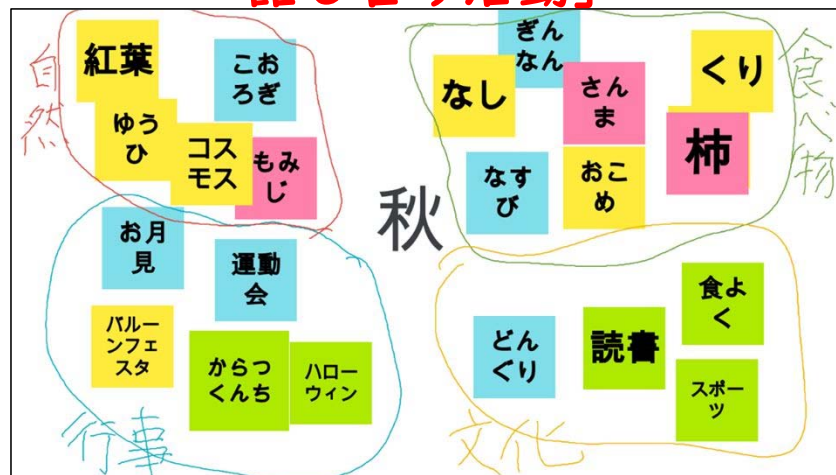 自然
紅葉
こお
ろぎ
ゆう
ひ
コス
モス
もみ
じ
食べ物
ぎん
なん
なし
さん
ま
くり
なす
び
おこ
め
柿
秋
お月
見
運動
会
バルー
ンフェ
スタ
からつ
くんち
ハロー
ウィン
行事
どん
ぐり
読書
食よ
く
スポー
ツ
文化